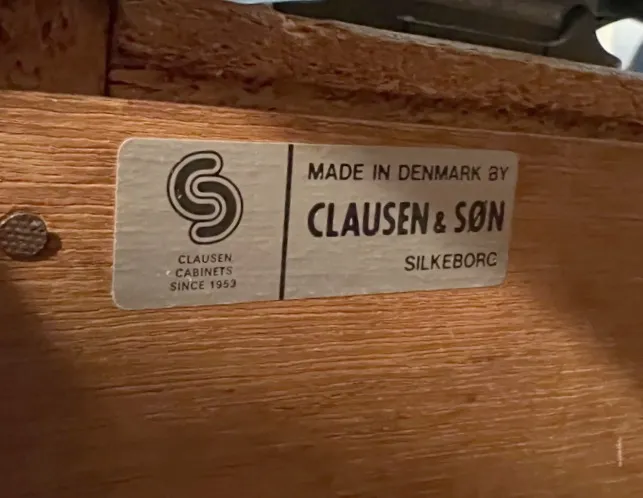 CLAUSEN
CABINETS
SINCE 1953
MADE IN DENMARK BY
CLAUSEN & SØN
SILKEBORG